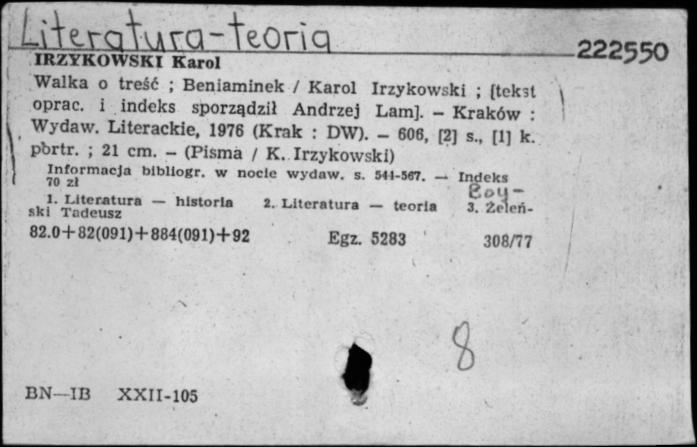 Literatura-teoria
222550
IRZYKOWSKI Karol
Walka o treść ; Beniaminek / Karol Irzykowski ; [tekst
oprac. i indeks sporządził Andrzej Lam]. — Kraków :
Wydaw. Literackie, 1976 (Krak : DW). — 606, [2] s., [1] k.
portr. ; 21 cm. — (Pisma / K. Irzykowski)
Informacja bibliogr. w nocie wydaw. s. 541-567. — Indeks
70 zł
Boy-
1. Literatura — historia 2. Literatura — teoria 3. Żeleń-
ski Tadeusz
82.0+82(091)+884(091)+92 Egz. 5283 308/77
8
BN—IB XXII-105